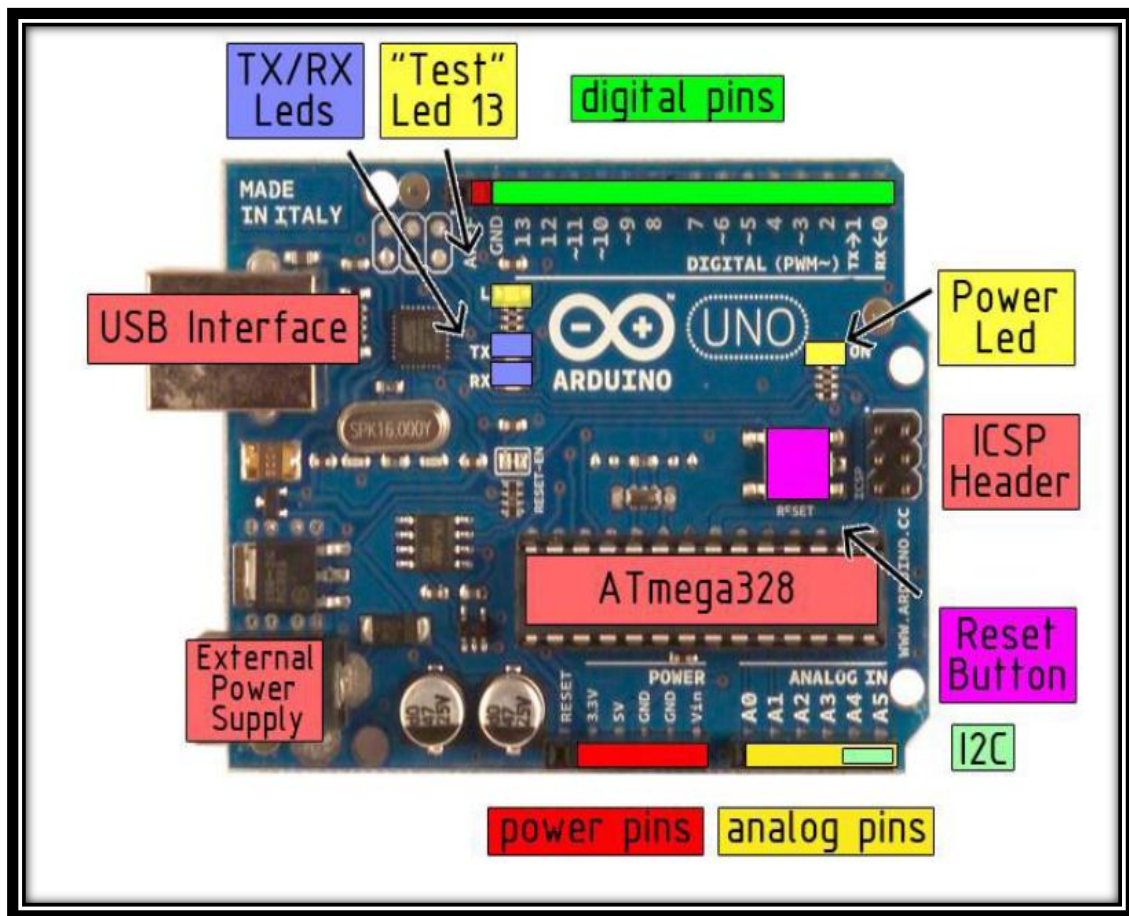 TX/RX
Leds
"Test"
Led 13
digital pins
MADE
IN ITALY
GND
13
12
~11
~10
~9
8
7
~6
~5
4
~3
2
TX→1
RX←0
DIGITAL (PWM~)
USB Interface
L
TX
RX
ARDUINO
UNO
ON
Power
Led
SPK16.000Y
RESET-EN
RESET
ICSP
ICSP
Header
WWW.ARDUINO.CC
ATmega328
Reset
Button
External
Power
Supply
47
25V
47
25V
POWER
ANALOG IN
RESET
3.3V
5V
GND
GND
Vin
A0
A1
A2
A3
A4
A5
I2C
power pins
analog pins